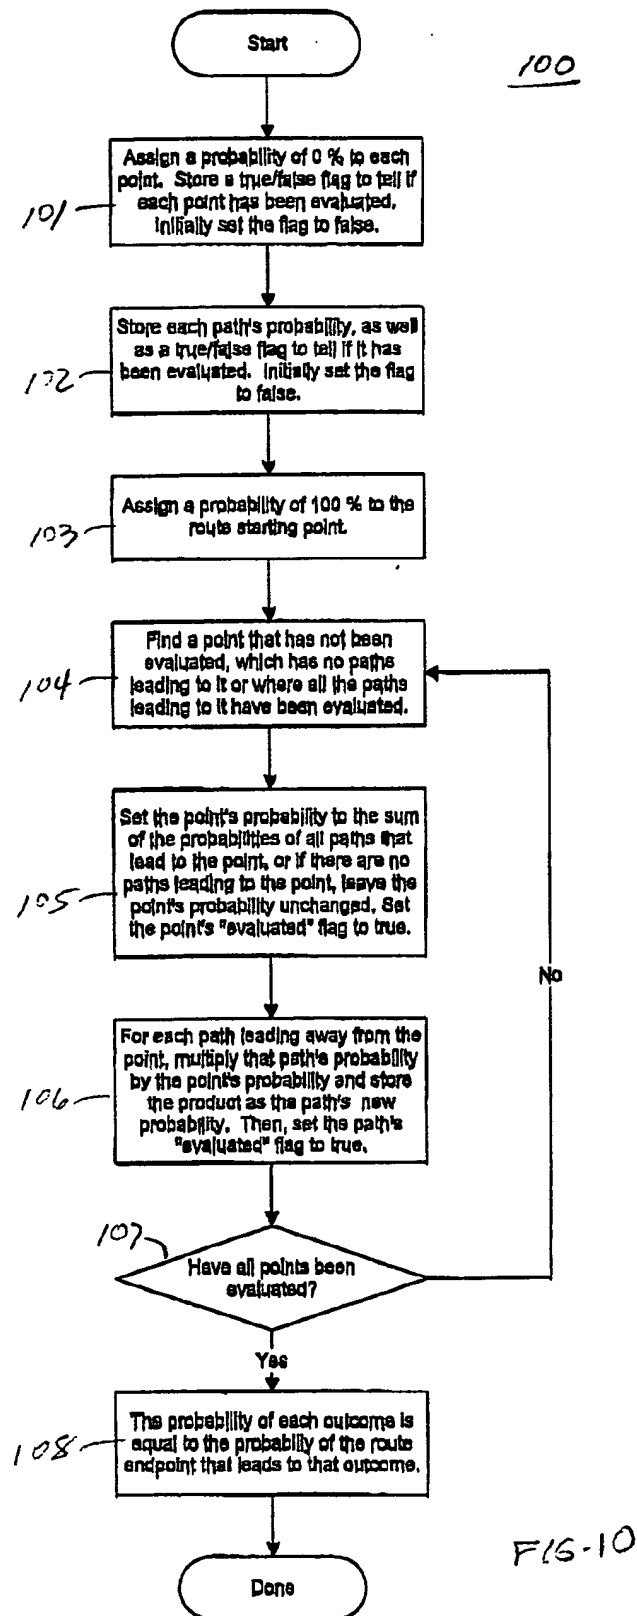 Start
100
101
Assign a probability of 0 % to each
point. Store a true/false flag to tell if
each point has been evaluated.
Initially set the flag to false.
102
Store each path's probability, as well
as a true/false flag to tell if it has
been evaluated. Initially set the flag
to false.
103
Assign a probability of 100 % to the
route starting point.
104
Find a point that has not been
evaluated, which has no paths
leading to it or where all the paths
leading to it have been evaluated.
105
Set the point's probability to the sum
of the probabilities of all paths that
lead to the point, or if there are no
paths leading to the point, leave the
point's probability unchanged. Set
the point's "evaluated" flag to true.
No
106
For each path leading away from the
point, multiply that path's probability
by the point's probability and store
the product as the path's new
probability. Then, set the path's
"evaluated" flag to true.
107
Have all points been
evaluated?
Yes
108
The probability of each outcome is
equal to the probability of the route
endpoint that leads to that outcome.
Done
FIG-10